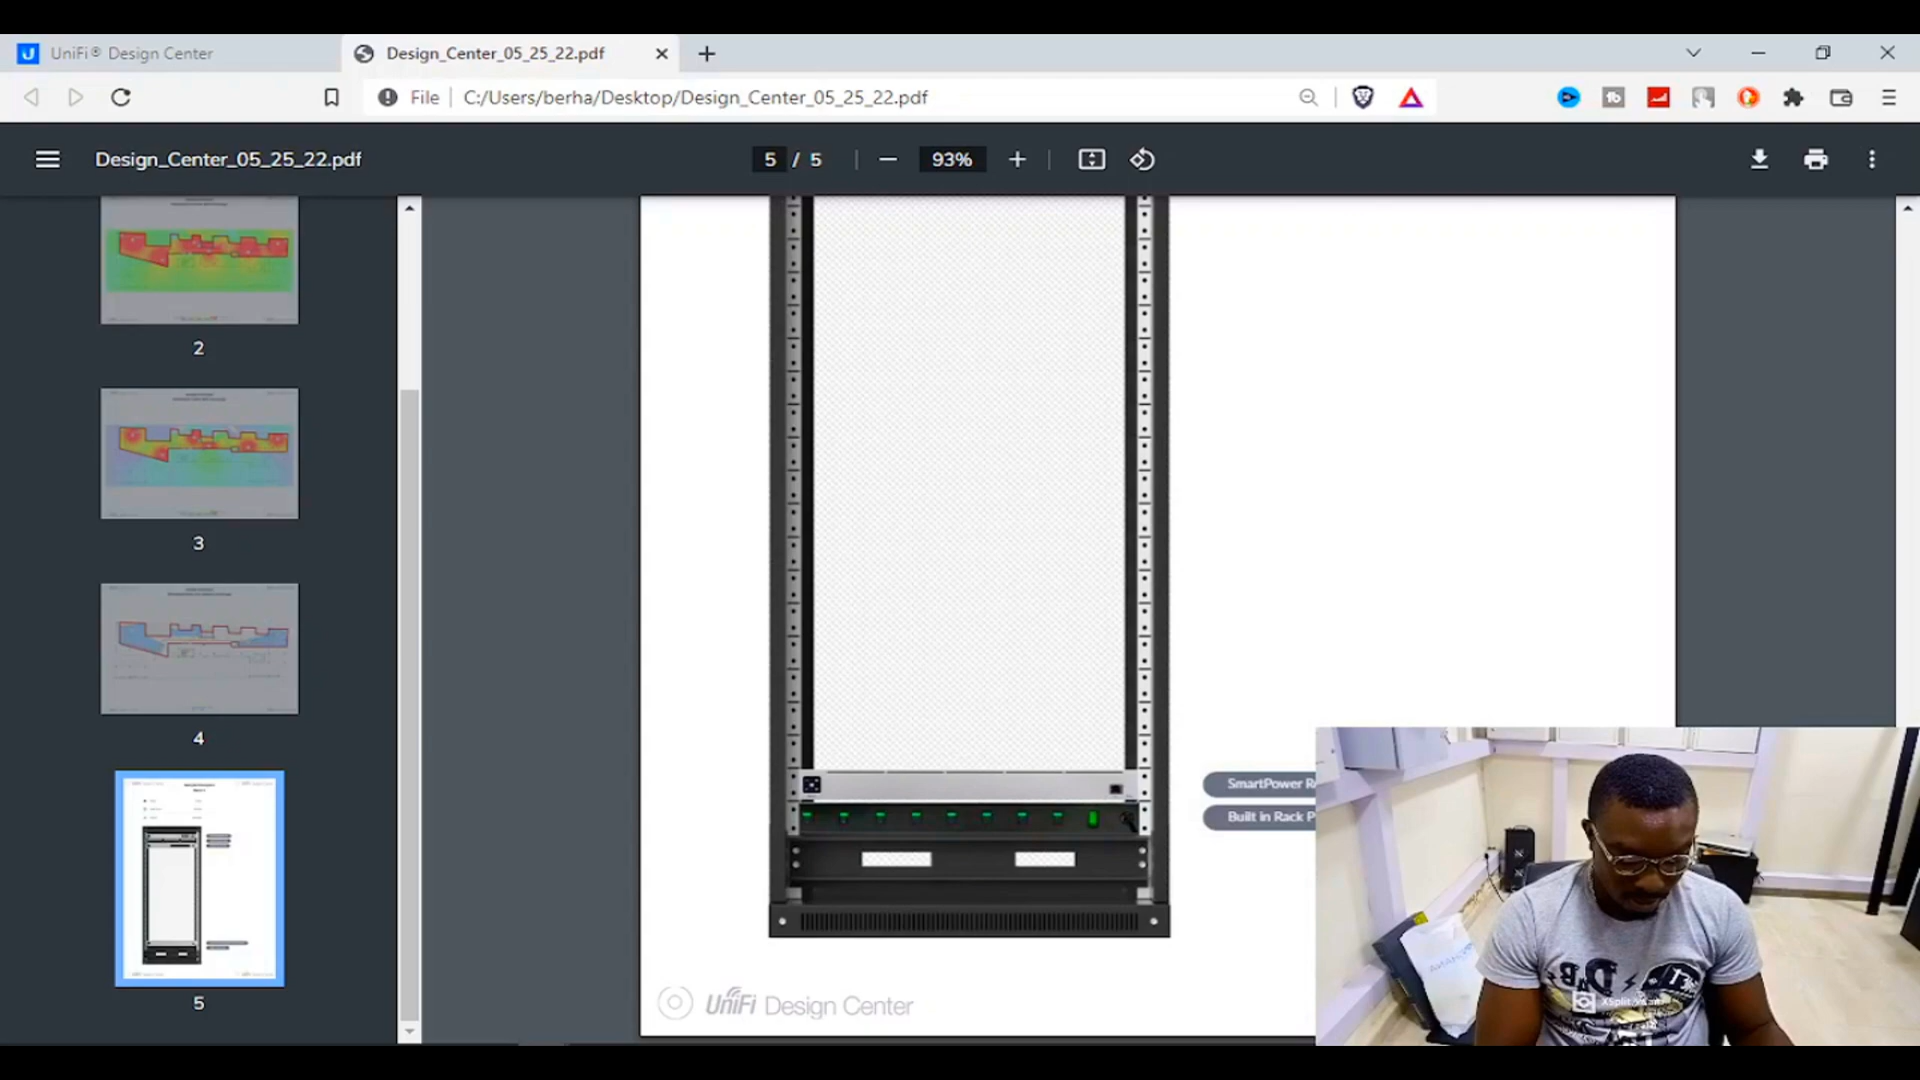 UniFi® Design Center
Design_Center_05_25_22.pdf
File
C:/Users/berha/Desktop/Design_Center_05_25_22.pdf
Design_Center_05_25_22.pdf
5 / 5
93%
2
3
4
5
SmartPower
Built in Rack P
UniFi Design Center
XSplit